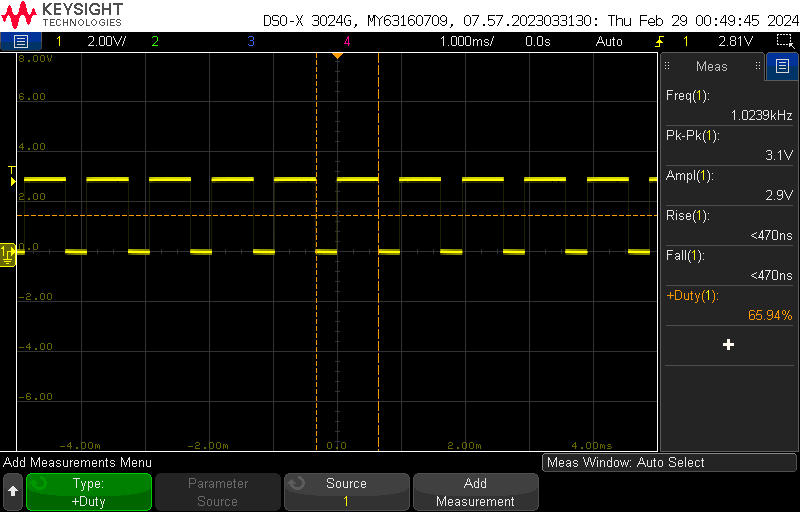 KEYSIGHT
TECHNOLOGIES
DSO-X 3024G, MY63160709, 07.57.2023033130: Thu Feb 29 00:49:45 2024
1 2.00V/ 2 3 4 1.000ms/ 0.0s Auto 1 2.81V
8.00V
6.00
4.00
T
2.00
0.0
1
-2.00
-4.00
-6.00
-4.00m -2.00m 0.0 2.00m 4.00ms
Meas
Freq(1):
1.0239kHz
Pk-Pk(1):
3.1V
Ampl(1):
2.9V
Rise(1):
<470ns
Fall(1):
<470ns
+Duty(1):
65.94%
Add Measurements Menu
Meas Window: Auto Select
Type:
+Duty
Parameter
Source
Source
1
Add
Measurement